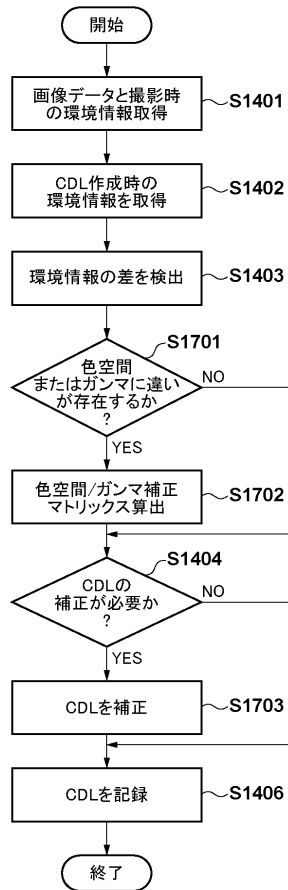 開始
画像データと撮影時
の環境情報取得
S1401
CDL作成時の
環境情報を取得
S1402
環境情報の差を検出
S1403
S1701
色空間
またはガンマに違い
が存在するか
?
NO
YES
色空間/ガンマ補正
マトリックス算出
S1702
S1404
CDLの
補正が必要か
?
NO
YES
CDLを補正
S1703
CDLを記録
S1406
終了